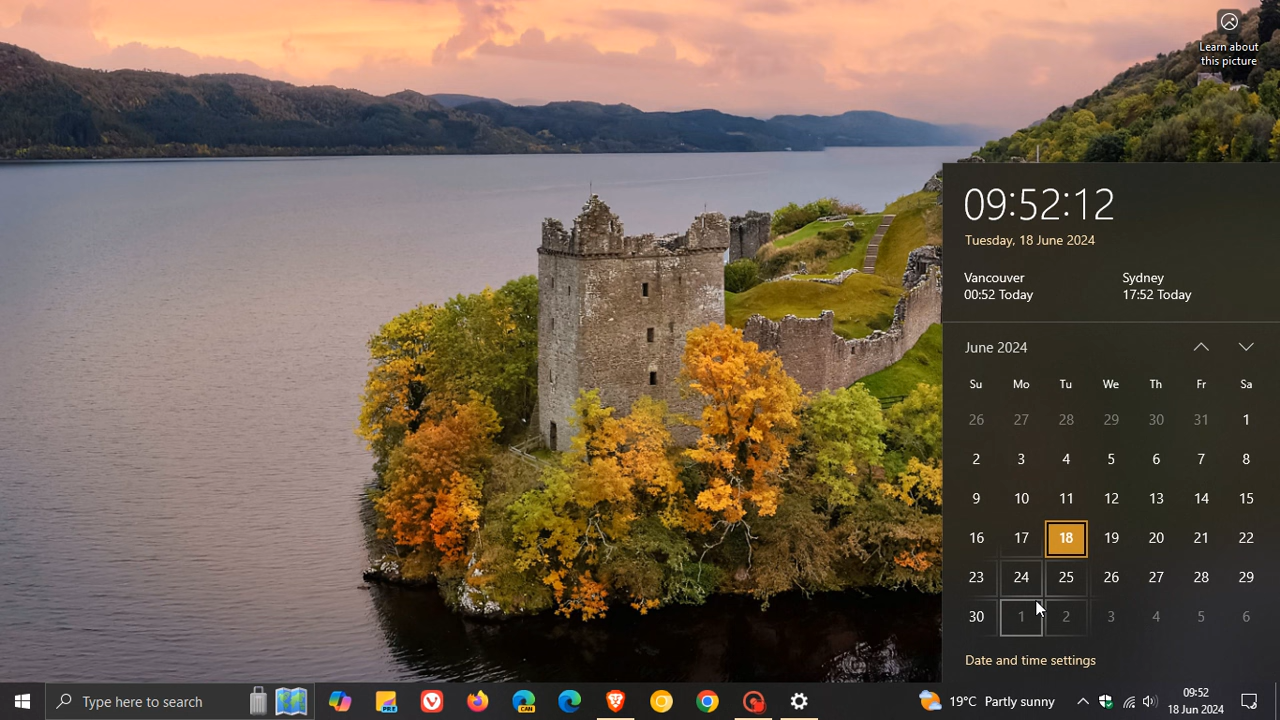 Learn about
this picture
09:52:12
Tuesday, 18 June 2024
Vancouver Sydney
00:52 Today 17:52 Today
June 2024
Su Mo Tu We Th Fr Sa
26 27 28 29 30 31 1
2 3 4 5 6 7 8
9 10 11 12 13 14 15
16 17 18 19 20 21 22
23 24 25 26 27 28 29
30 1 2 3 4 5 6
Date and time settings
Type here to search PRE CAN 19°C Partly sunny 09:52
18 Jun 2024